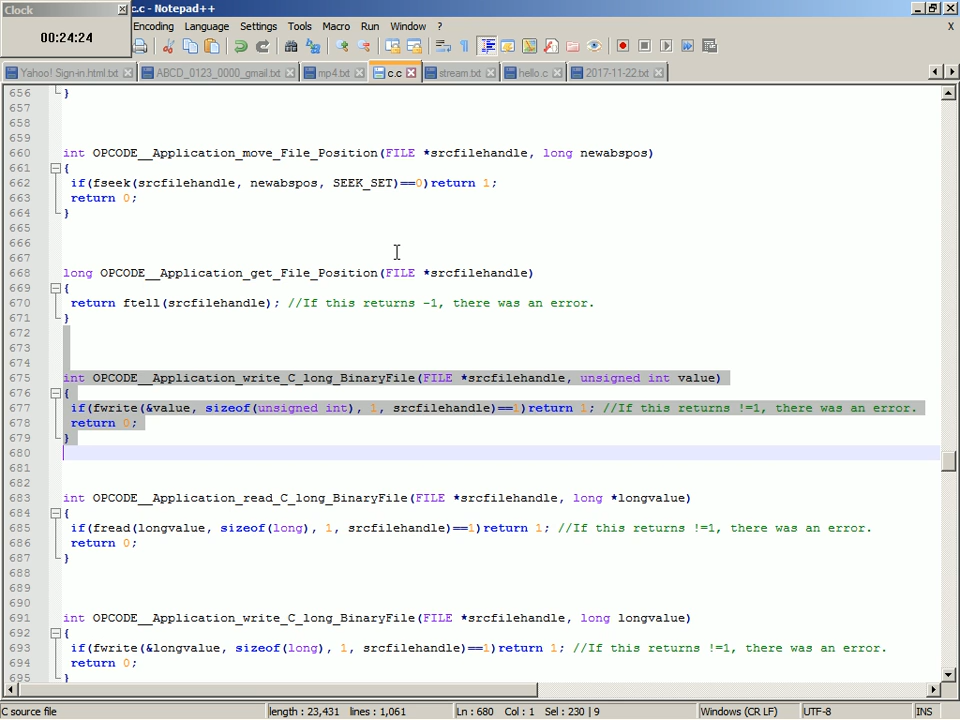 Clock
c.c - Notepad++
00:24:24
Encoding Language Settings Tools Macro Run Window ? X
Yahoo! Sign-in.html.txt ABCD_0123_0000_gmail.txt mp4.txt c.c stream.txt hello.c 2017-11-22.txt
656 }
657
658
659
660 int OPCODE__Application_move_File_Position(FILE *srcfilehandle, long newabspos)
661 {
662 if(fseek(srcfilehandle, newabspos, SEEK_SET)==0)return 1;
663 return 0;
664 }
665
666
667
668 long OPCODE__Application_get_File_Position(FILE *srcfilehandle)
669 {
670 return ftell(srcfilehandle); //If this returns -1, there was an error.
671 }
672
673
674
675 int OPCODE__Application_write_C_long_BinaryFile(FILE *srcfilehandle, unsigned int value)
676 {
677 if(fwrite(&value, sizeof(unsigned int), 1, srcfilehandle)==1)return 1; //If this returns !=1, there was an error.
678 return 0;
679 }
680
681
682
683 int OPCODE__Application_read_C_long_BinaryFile(FILE *srcfilehandle, long *longvalue)
684 {
685 if(fread(longvalue, sizeof(long), 1, srcfilehandle)==1)return 1; //If this returns !=1, there was an error.
686 return 0;
687 }
688
689
690
691 int OPCODE__Application_write_C_long_BinaryFile(FILE *srcfilehandle, long longvalue)
692 {
693 if(fwrite(&longvalue, sizeof(long), 1, srcfilehandle)==1)return 1; //If this returns !=1, there was an error.
694 return 0;
695 }
C source file length : 23,431 lines : 1,061 Ln : 680 Col : 1 Sel : 230 | 9 Windows (CR LF) UTF-8 INS